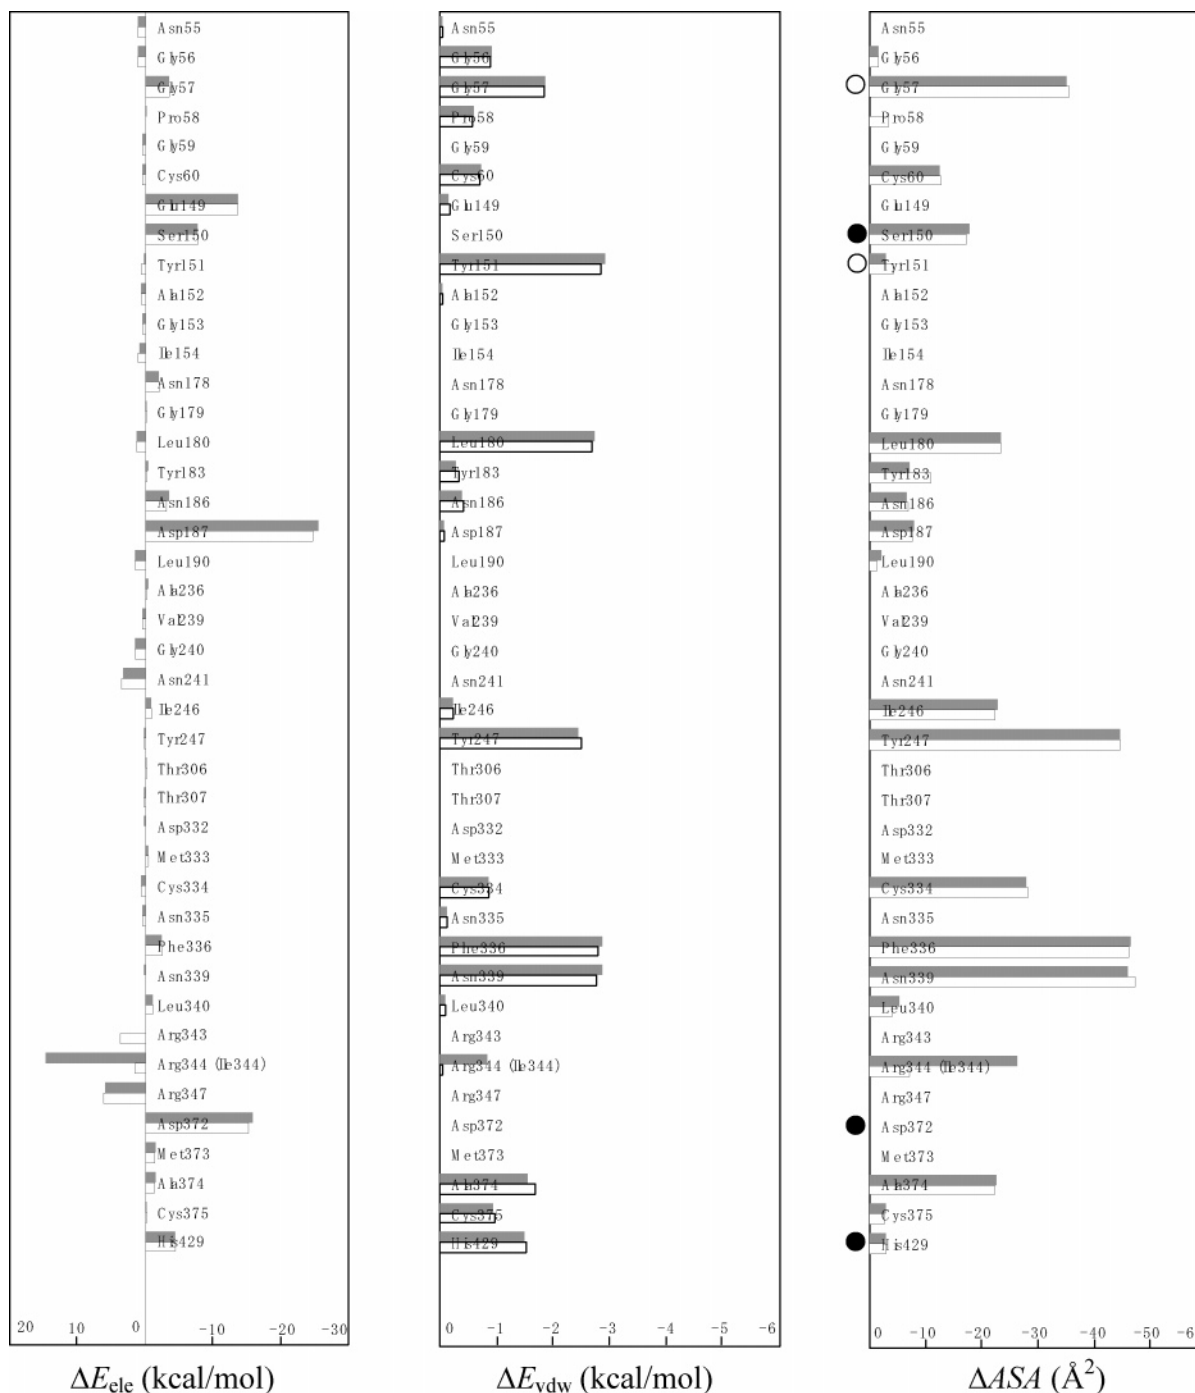 Asn55 Asn55 Asn55
Gly56 Gly56 Gly56
Gly57 Gly57 Gly57
Pro58 Pro58 Pro58
Gly59 Gly59 Gly59
Cys60 Cys60 Cys60
Glu149 Glu149 Glu149
Ser150 Ser150 Ser150
Tyr151 Tyr151 Tyr151
Ala152 Ala152 Ala152
Gly153 Gly153 Gly153
Ile154 Ile154 Ile154
Asn178 Asn178 Asn178
Gly179 Gly179 Gly179
Leu180 Leu180 Leu180
Tyr183 Tyr183 Tyr183
Asn186 Asn186 Asn186
Asp187 Asp187 Asp187
Leu190 Leu190 Leu190
Ala236 Ala236 Ala236
Val239 Val239 Val239
Gly240 Gly240 Gly240
Asn241 Asn241 Asn241
Ile246 Ile246 Ile246
Tyr247 Tyr247 Tyr247
Thr306 Thr306 Thr306
Thr307 Thr307 Thr307
Asp332 Asp332 Asp332
Met333 Met333 Met333
Cys334 Cys334 Cys334
Asn335 Asn335 Asn335
Phe336 Phe336 Phe336
Asn339 Asn339 Asn339
Leu340 Leu340 Leu340
Arg343 Arg343 Arg343
Arg344 (Ile344) Arg344 (Ile344) Arg344 (Ile344)
Arg347 Arg347 Arg347
Asp372 Asp372 Asp372
Met373 Met373 Met373
Ala374 Ala374 Ala374
Cys375 Cys375 Cys375
His429 His429 His429
20 10 0 -10 -20 -30 0 -1 -2 -3 -4 -5 -6 0 -10 -20 -30 -40 -50 -6
ΔEele (kcal/mol) ΔEvdw (kcal/mol) ΔASA (Å²)